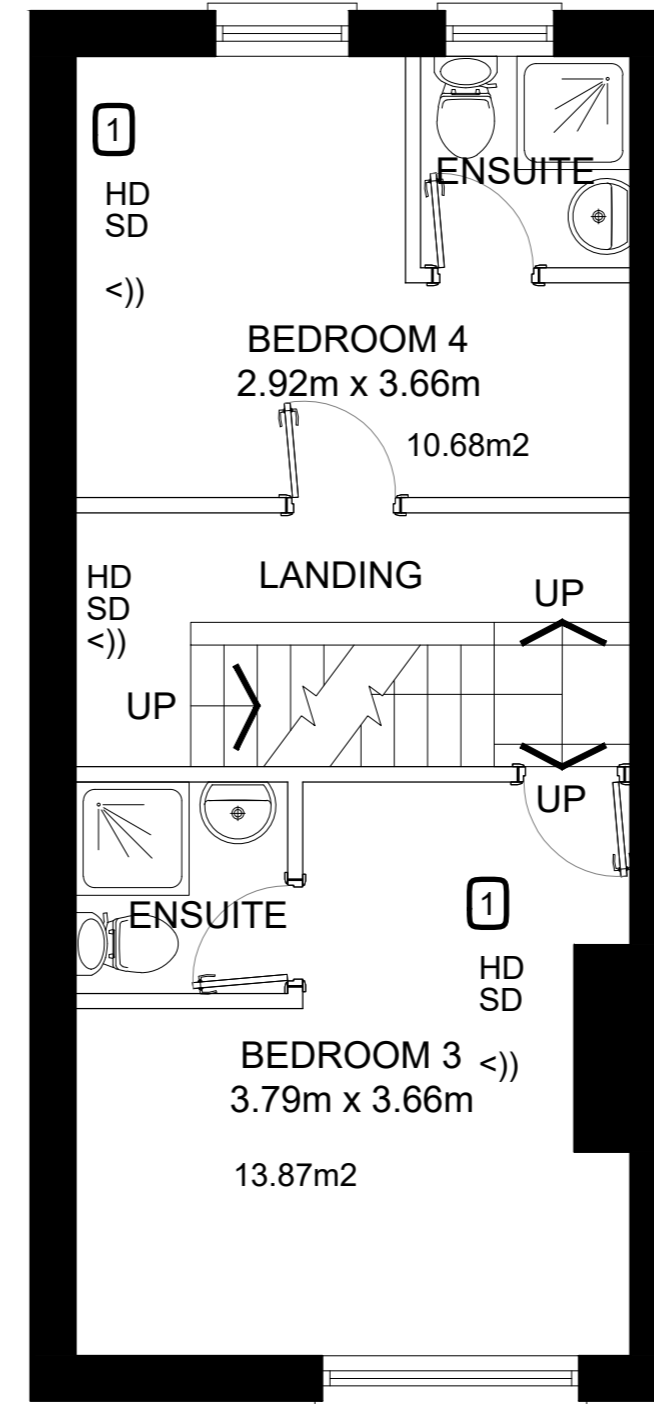 1
HD
SD
<))
ENSUITE
BEDROOM 4
2.92m x 3.66m
10.68m2
HD
SD
<))
LANDING
UP
UP
UP
ENSUITE
1
HD
SD
<))
BEDROOM 3
3.79m x 3.66m
13.87m2